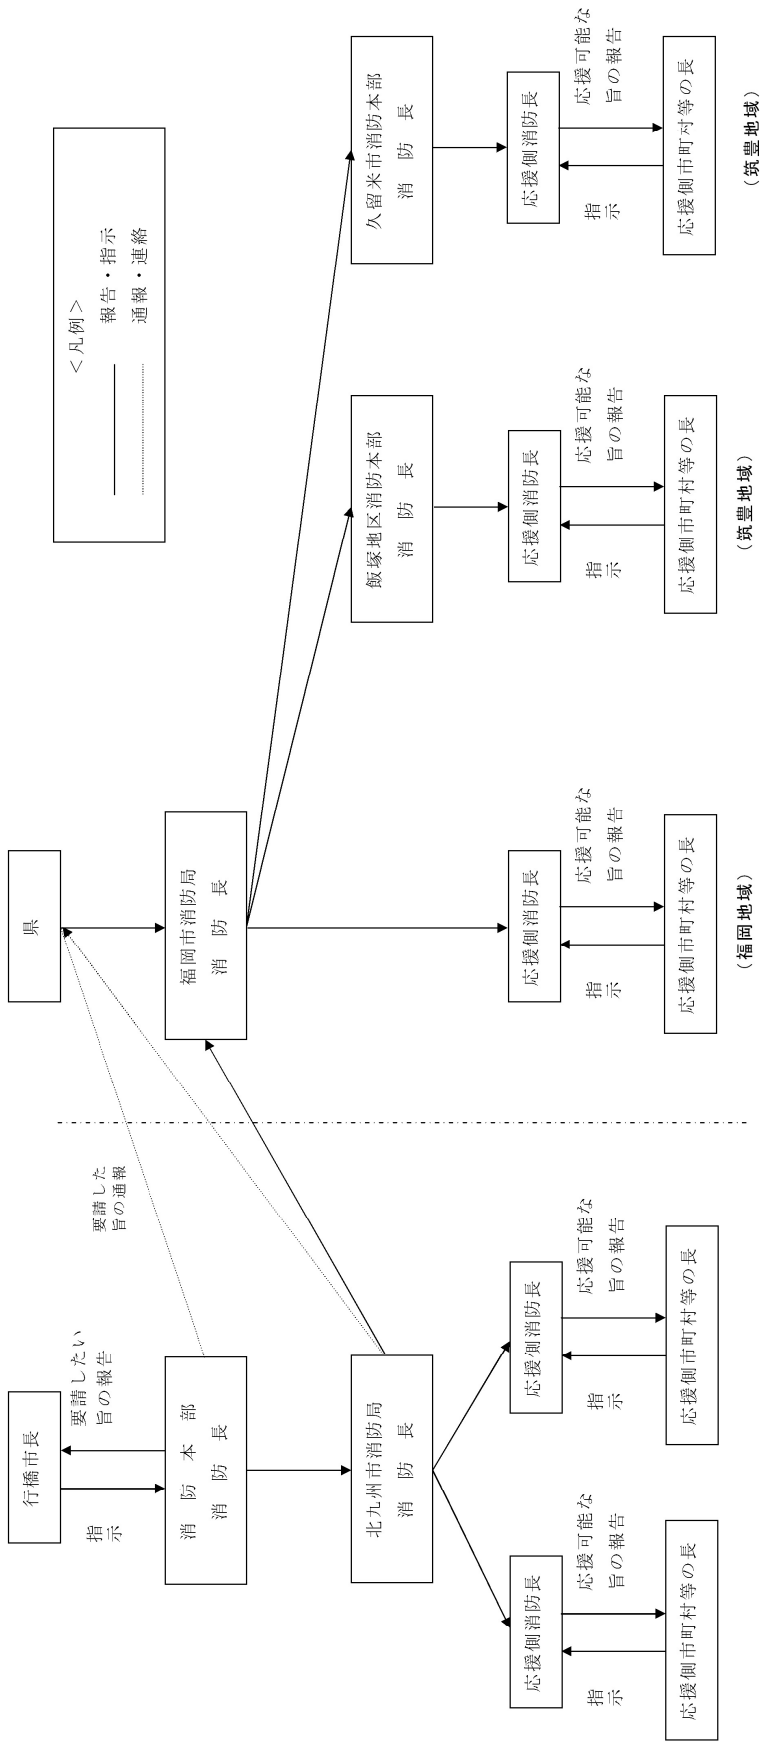 行橋市長
指示
要請したい
旨の報告
消防本部
消防長
要請した
旨の通報
北九州市消防局
消防長
応援側消防長
指示
応援可能な
旨の報告
応援側市町村等の長
応援側消防長
指示
応援可能な
旨の報告
応援側市町村等の長
県
福岡市消防局
消防長
応援側消防長
指示
応援可能な
旨の報告
応援側市町村等の長
(福岡地域)
<凡例>
報告・指示
通報・連絡
飯塚地区消防本部
消防長
応援側消防長
指示
応援可能な
旨の報告
応援側市町村等の長
(筑豊地域)
久留米市消防本部
消防長
応援側消防長
指示
応援可能な
旨の報告
応援側市町村等の長
(筑豊地域)